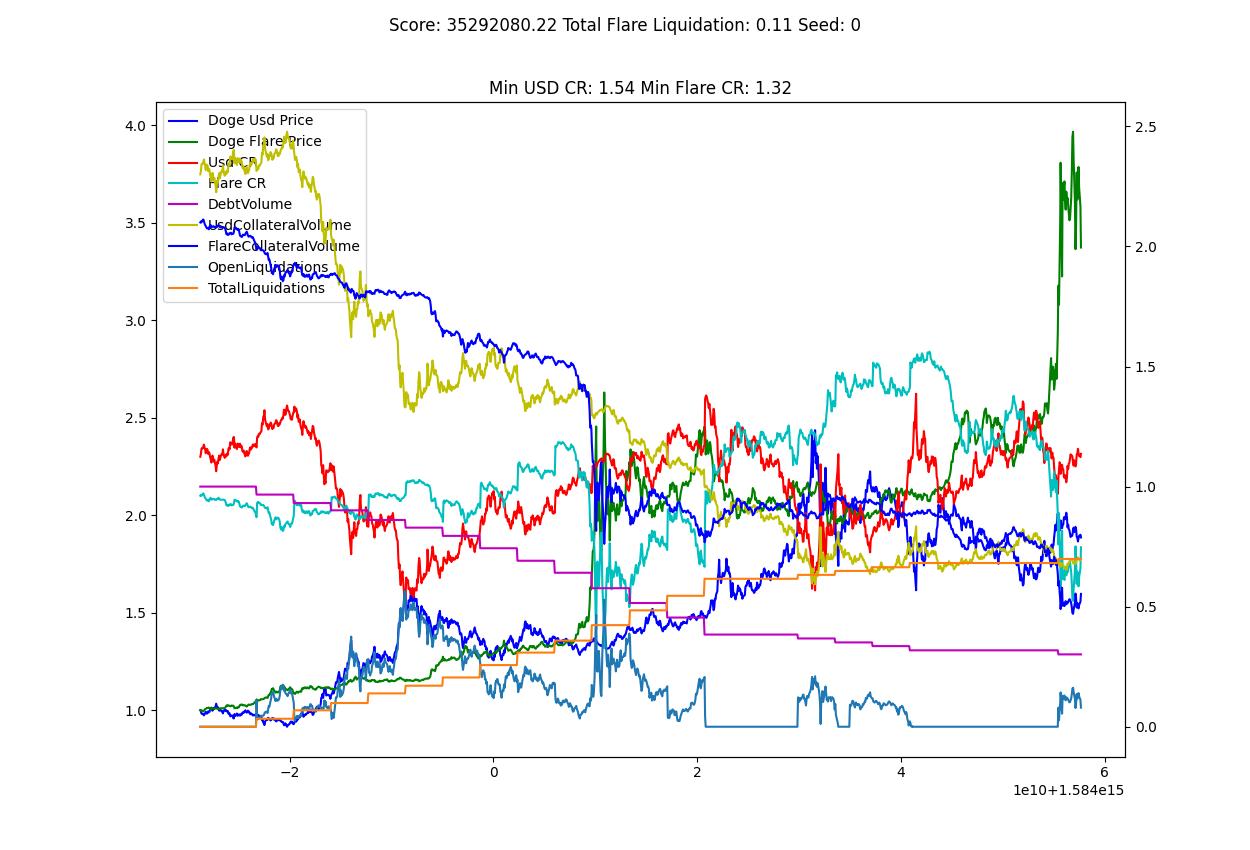 Score: 35292080.22 Total Flare Liquidation: 0.11 Seed: 0
Min USD CR: 1.54 Min Flare CR: 1.32
Doge Usd Price
Doge Flare Price
Usd CR
Flare CR
DebtVolume
UsdCollateralVolume
FlareCollateralVolume
OpenLiquidations
TotalLiquidations
4.0
3.5
3.0
2.5
2.0
1.5
1.0
2.5
2.0
1.5
1.0
0.5
0.0
−2
0
2
4
6
1e10+1.584e15